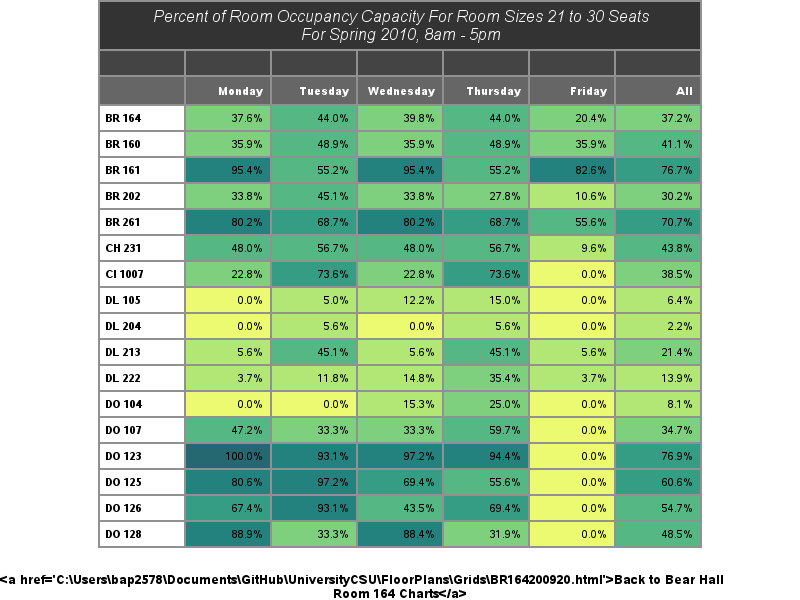 Percent of Room Occupancy Capacity For Room Sizes 21 to 30 Seats
For Spring 2010, 8am - 5pm
Monday Tuesday Wednesday Thursday Friday All
BR 164 37.6% 44.0% 39.8% 44.0% 20.4% 37.2%
BR 160 35.9% 48.9% 35.9% 48.9% 35.9% 41.1%
BR 161 95.4% 55.2% 95.4% 55.2% 82.6% 76.7%
BR 202 33.8% 45.1% 33.8% 27.8% 10.6% 30.2%
BR 261 80.2% 68.7% 80.2% 68.7% 55.6% 70.7%
CH 231 48.0% 56.7% 48.0% 56.7% 9.6% 43.8%
CI 1007 22.8% 73.6% 22.8% 73.6% 0.0% 38.5%
DL 105 0.0% 5.0% 12.2% 15.0% 0.0% 6.4%
DL 204 0.0% 5.6% 0.0% 5.6% 0.0% 2.2%
DL 213 5.6% 45.1% 5.6% 45.1% 5.6% 21.4%
DL 222 3.7% 11.8% 14.8% 35.4% 3.7% 13.9%
DO 104 0.0% 0.0% 15.3% 25.0% 0.0% 8.1%
DO 107 47.2% 33.3% 33.3% 59.7% 0.0% 34.7%
DO 123 100.0% 93.1% 97.2% 94.4% 0.0% 76.9%
DO 125 80.6% 97.2% 69.4% 55.6% 0.0% 60.6%
DO 126 67.4% 93.1% 43.5% 69.4% 0.0% 54.7%
DO 128 88.9% 33.3% 88.4% 31.9% 0.0% 48.5%
<a href='C:\Users\bap2578\Documents\GitHub\UniversityCSU\FloorPlans\Grids\BR164200920.html'>Back to Bear Hall
Room 164 Charts</a>